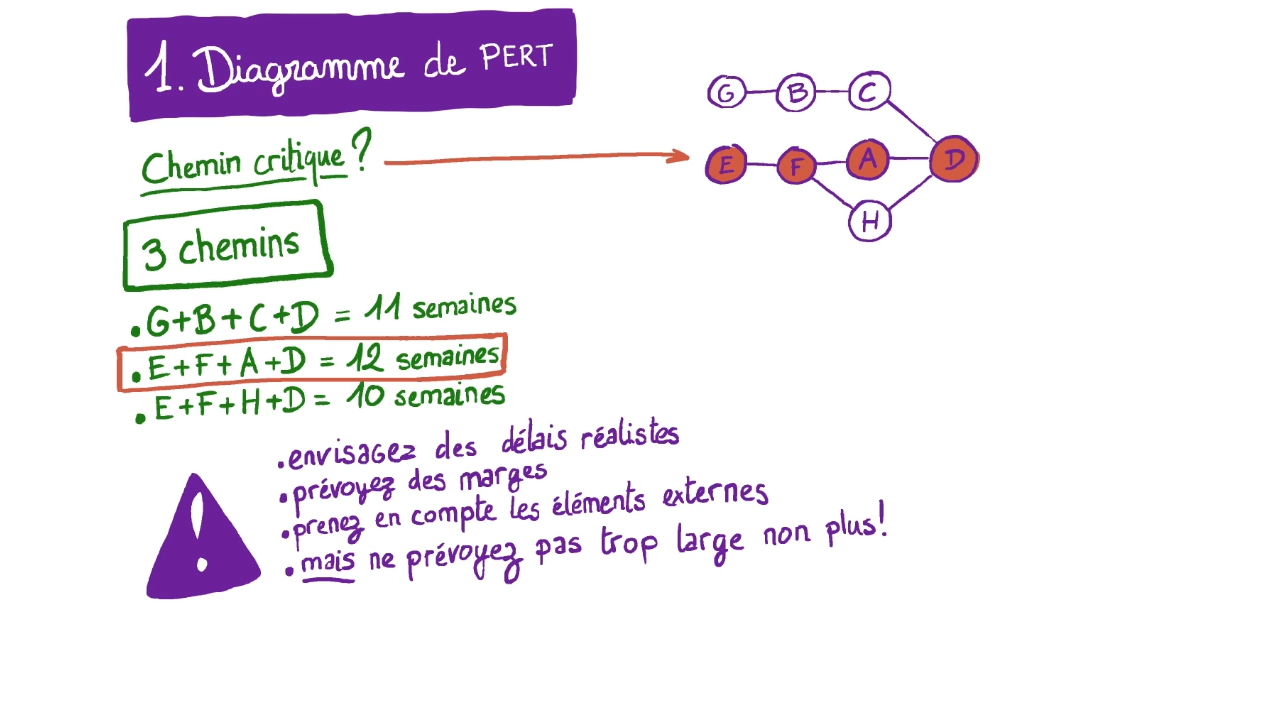 1. Diagramme de PERT
Chemin critique ?
G B C
E F A D
H
3 chemins
• G+B+C+D = 11 semaines
• E+F+A+D = 12 semaines
• E+F+H+D = 10 semaines
!
• envisagez des délais réalistes
• prévoyez des marges
• prenez en compte les éléments externes
• mais ne prévoyez pas trop large non plus!